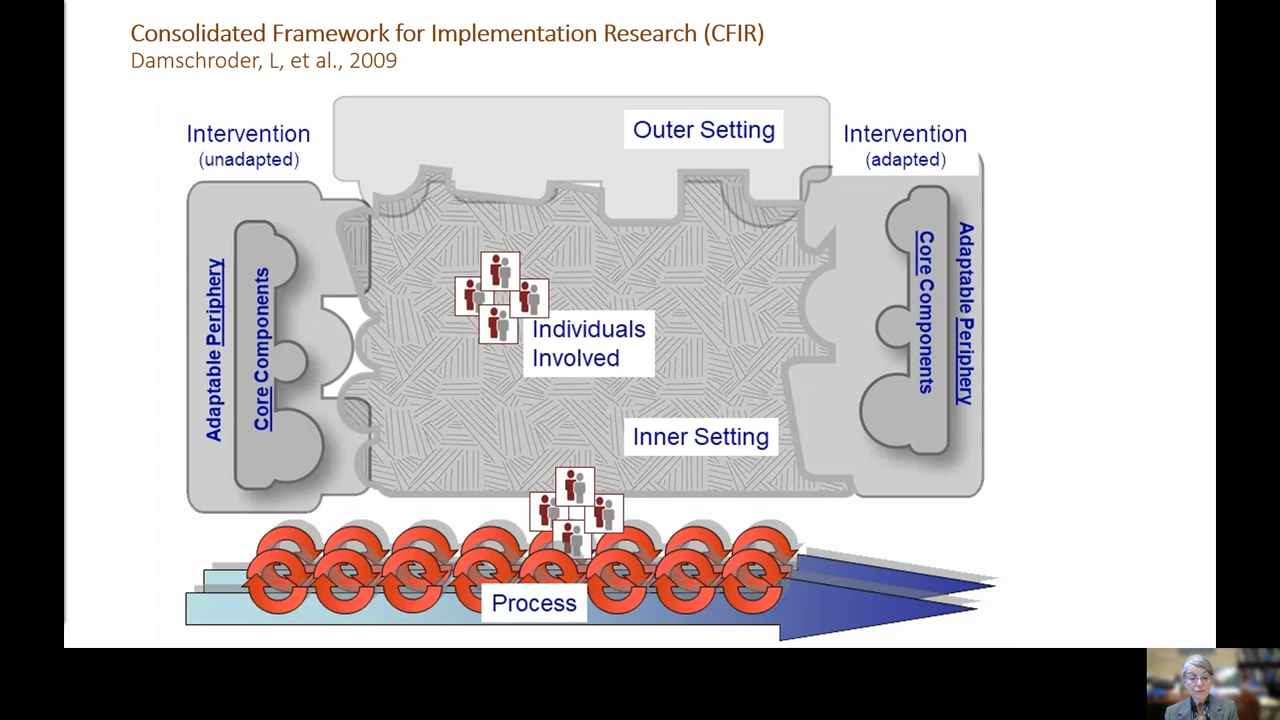 Consolidated Framework for Implementation Research (CFIR)
Damschroder, L, et al., 2009
Intervention
(unadapted)
Outer Setting
Intervention
(adapted)
Adaptable Periphery
Core Components
Individuals
Involved
Inner Setting
Core Components
Adaptable Periphery
Process